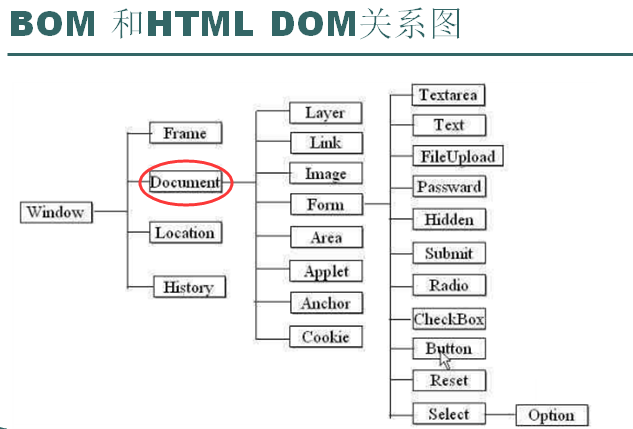 BOM 和HTML DOM关系图
Window
Frame
Document
Location
History
Layer
Link
Image
Form
Area
Applet
Anchor
Cookie
Textarea
Text
FileUpload
Passward
Hidden
Submit
Radio
CheckBox
Button
Reset
Select
Option